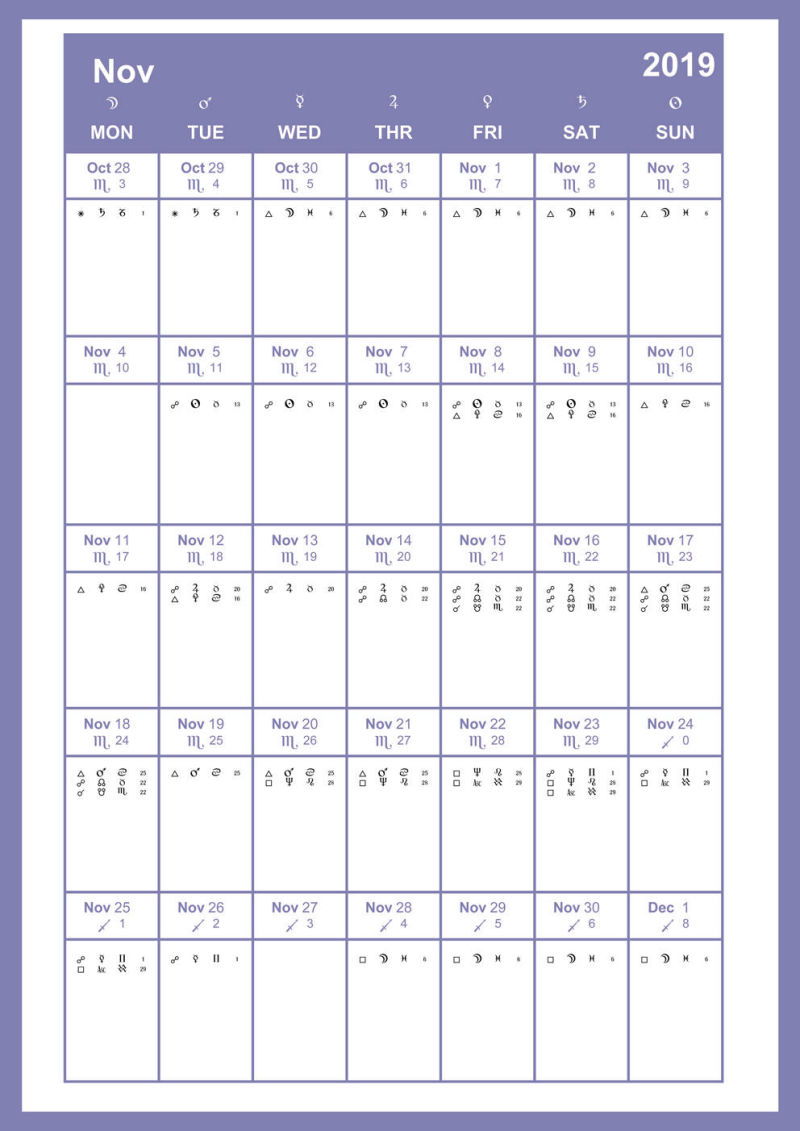 Nov 2019
☽ ♂ ☿ ♃ ♀ ♄ ☉
MON TUE WED THR FRI SAT SUN
Oct 28 Oct 29 Oct 30 Oct 31 Nov 1 Nov 2 Nov 3
♏ 3 ♏ 4 ♏ 5 ♏ 6 ♏ 7 ♏ 8 ♏ 9
⚹ ♄ ♑ 1 ⚹ ♄ ♑ 1 △ ☽ ♓ 6 △ ☽ ♓ 6 △ ☽ ♓ 6 △ ☽ ♓ 6 △ ☽ ♓ 6
Nov 4 Nov 5 Nov 6 Nov 7 Nov 8 Nov 9 Nov 10
♏ 10 ♏ 11 ♏ 12 ♏ 13 ♏ 14 ♏ 15 ♏ 16
☍ ☉ ♉ 13 ☍ ☉ ♉ 13 ☍ ☉ ♉ 13 ☍ ☉ ♉ 13 ☍ ☉ ♉ 13 △ ♀ ♋ 16
△ ♀ ♋ 16 △ ♀ ♋ 16
Nov 11 Nov 12 Nov 13 Nov 14 Nov 15 Nov 16 Nov 17
♏ 17 ♏ 18 ♏ 19 ♏ 20 ♏ 21 ♏ 22 ♏ 23
△ ♀ ♋ 16 ☍ ♃ ♉ 20 ☍ ♃ ♉ 20 ☍ ♃ ♉ 20 ☍ ♃ ♉ 20 ☍ ♃ ♉ 20 △ ♂ ♋ 25
△ ♀ ♋ 16 ☍ ☊ ♉ 22 ☍ ☊ ♉ 22 ☍ ☊ ♉ 22 ☍ ☊ ♉ 22
☌ ☋ ♏ 22 ☌ ☋ ♏ 22 ☌ ☋ ♏ 22
Nov 18 Nov 19 Nov 20 Nov 21 Nov 22 Nov 23 Nov 24
♏ 24 ♏ 25 ♏ 26 ♏ 27 ♏ 28 ♏ 29 ♐ 0
△ ♂ ♋ 25 △ ♂ ♋ 25 △ ♂ ♋ 25 △ ♂ ♋ 25 □ ♆ ♌ 28 ☍ ☿ ♊ 1 ☍ ☿ ♊ 1
☍ ☊ ♉ 22 □ ♆ ♌ 28 □ ♆ ♌ 28 □ Asc ♒ 29 □ ♆ ♌ 28 □ Asc ♒ 29
☌ ☋ ♏ 22 □ Asc ♒ 29
Nov 25 Nov 26 Nov 27 Nov 28 Nov 29 Nov 30 Dec 1
♐ 1 ♐ 2 ♐ 3 ♐ 4 ♐ 5 ♐ 6 ♐ 8
☍ ☿ ♊ 1 ☍ ☿ ♊ 1 □ ☽ ♓ 6 □ ☽ ♓ 6 □ ☽ ♓ 6 □ ☽ ♓ 6
□ Asc ♒ 29